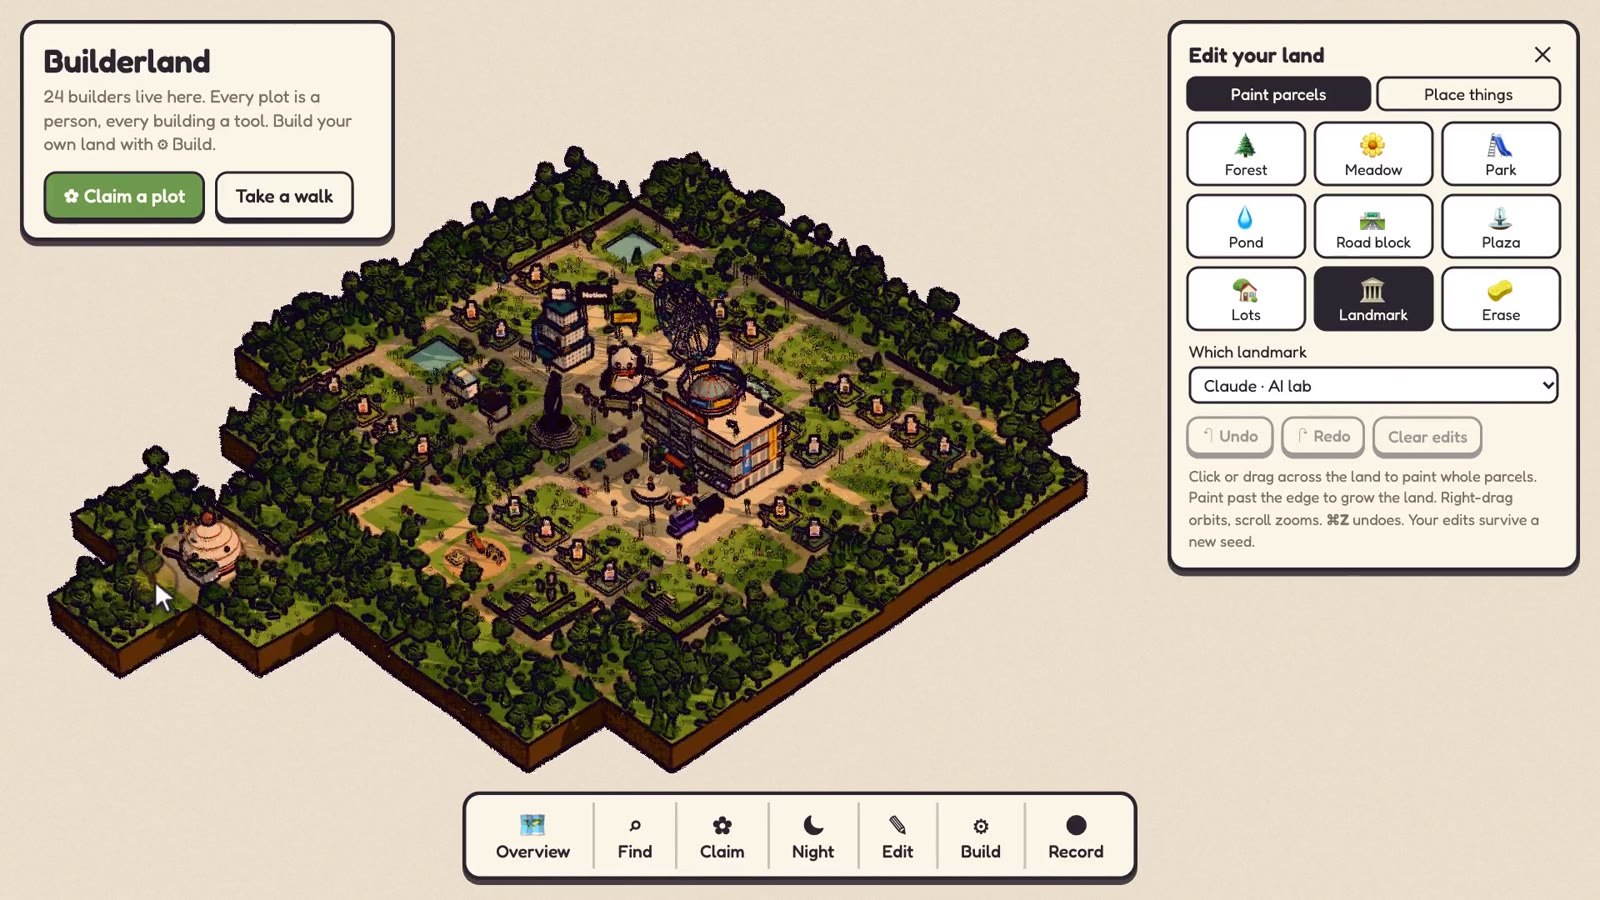 Builderland
24 builders live here. Every plot is a
person, every building a tool. Build your
own land with ⚙ Build.
✿ Claim a plot
Take a walk
Notion
Edit your land
Paint parcels
Place things
Forest
Meadow
Park
Pond
Road block
Plaza
Lots
Landmark
Erase
Which landmark
Claude · AI lab
Undo
Redo
Clear edits
Click or drag across the land to paint whole parcels.
Paint past the edge to grow the land. Right-drag
orbits, scroll zooms. ⌘Z undoes. Your edits survive a
new seed.
Overview
Find
Claim
Night
Edit
Build
Record